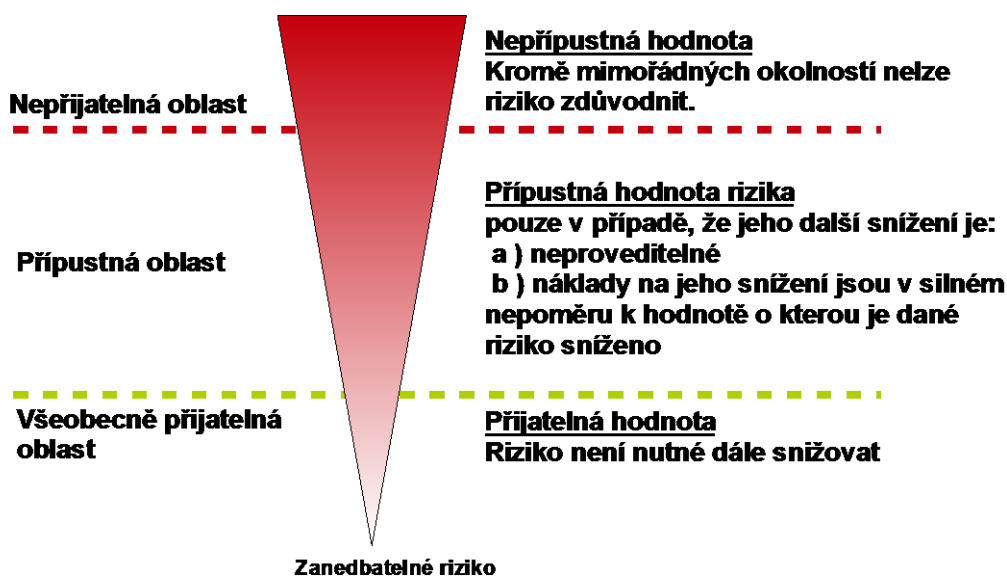 Nepřípustná hodnota
Kromě mimořádných okolností nelze
riziko zdůvodnit.
Nepřijatelná oblast
Přípustná hodnota rizika
pouze v případě, že jeho další snížení je:
a ) neproveditelné
b ) náklady na jeho snížení jsou v silném
nepoměru k hodnotě o kterou je dané
riziko sníženo
Přípustná oblast
Všeobecně přijatelná
oblast
Přijatelná hodnota
Riziko není nutné dále snižovat
Zanedbatelné riziko